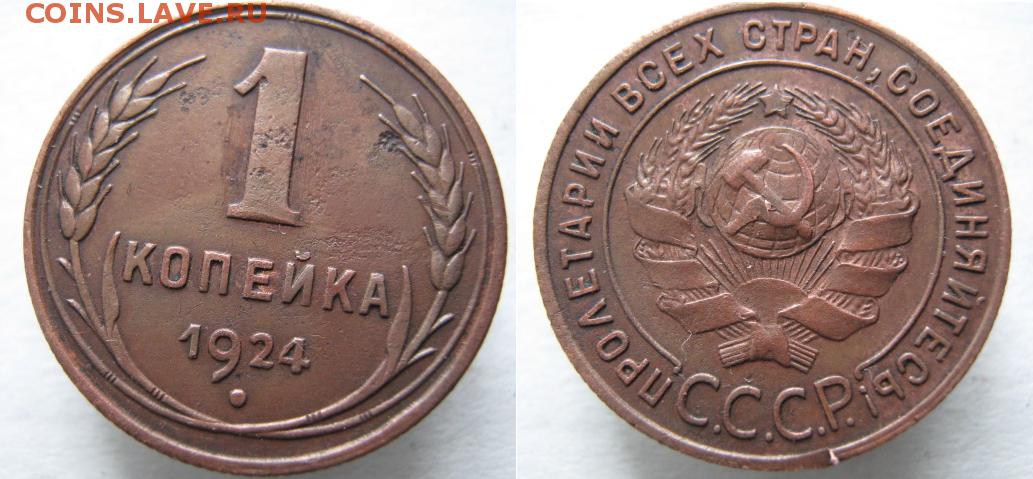 COINS.LAVE.RU
1
КОПЕЙКА
1924
ПРОЛЕТАРИИ ВСЕХ СТРАН, СОЕДИНЯЙТЕСЬ!
С.С.С.Р.